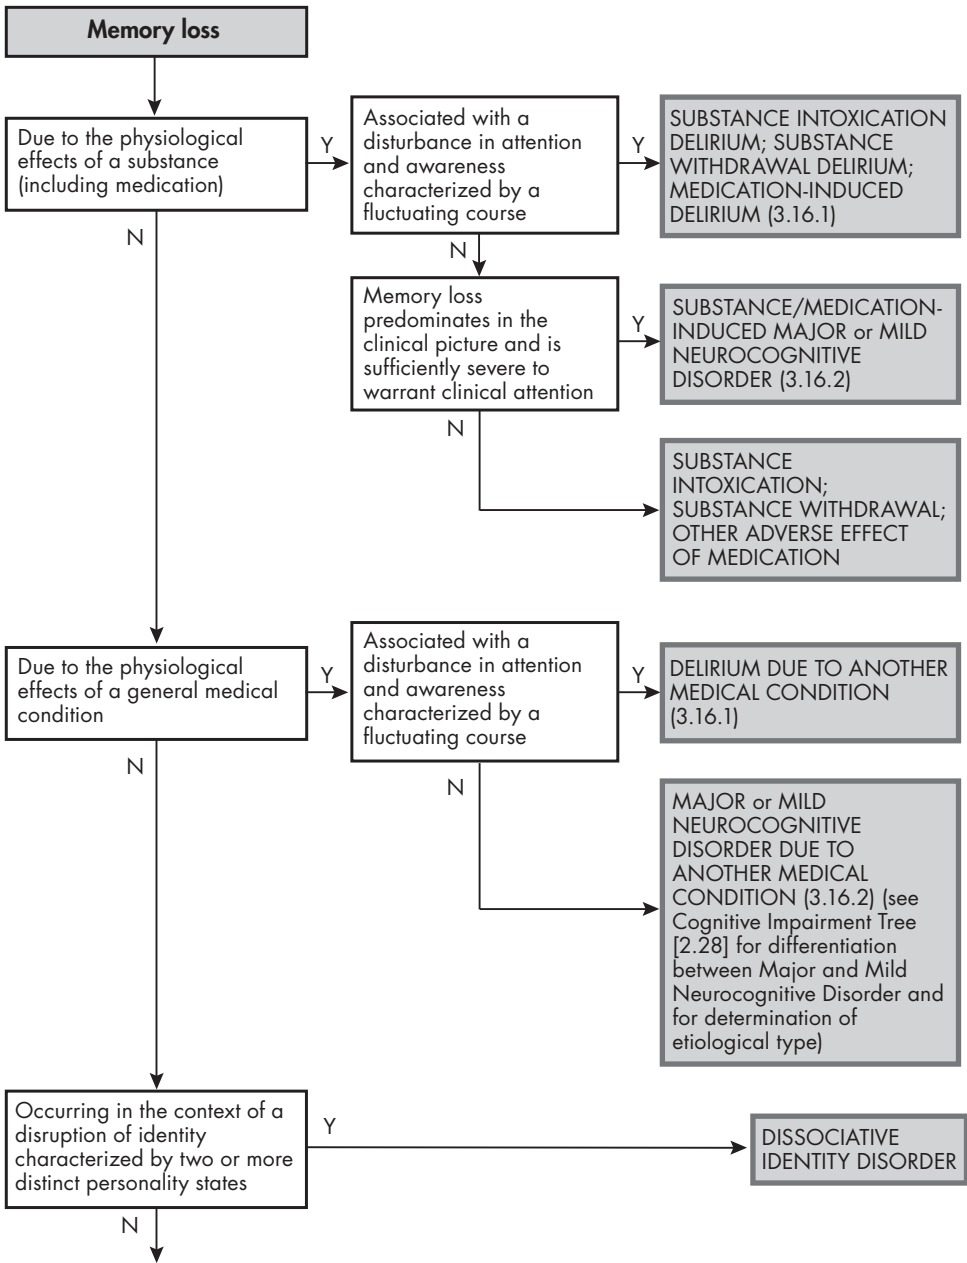 Memory loss
Due to the physiological
effects of a substance
(including medication)
Y
Associated with a
disturbance in attention
and awareness
characterized by a
fluctuating course
Y
SUBSTANCE INTOXICATION
DELIRIUM; SUBSTANCE
WITHDRAWAL DELIRIUM;
MEDICATION-INDUCED
DELIRIUM (3.16.1)
N
N
Memory loss
predominates in the
clinical picture and is
sufficiently severe to
warrant clinical attention
Y
SUBSTANCE/MEDICATION-
INDUCED MAJOR or MILD
NEUROCOGNITIVE
DISORDER (3.16.2)
N
SUBSTANCE
INTOXICATION;
SUBSTANCE WITHDRAWAL;
OTHER ADVERSE EFFECT
OF MEDICATION
Due to the physiological
effects of a general medical
condition
Y
Associated with a
disturbance in attention
and awareness
characterized by a
fluctuating course
Y
DELIRIUM DUE TO ANOTHER
MEDICAL CONDITION
(3.16.1)
N
N
MAJOR or MILD
NEUROCOGNITIVE
DISORDER DUE TO
ANOTHER MEDICAL
CONDITION (3.16.2) (see
Cognitive Impairment Tree
[2.28] for differentiation
between Major and Mild
Neurocognitive Disorder and
for determination of
etiological type)
Occurring in the context of a
disruption of identity
characterized by two or more
distinct personality states
Y
DISSOCIATIVE
IDENTITY DISORDER
N